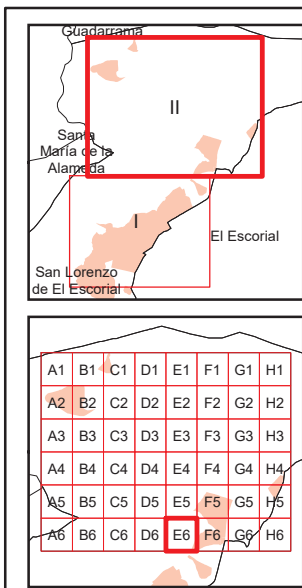 Guadarrama
II
Santa
María de la
Alameda
I
El Escorial
San Lorenzo
de El Escorial
A1 B1 C1 D1 E1 F1 G1 H1
A2 B2 C2 D2 E2 F2 G2 H2
A3 B3 C3 D3 E3 F3 G3 H3
A4 B4 C4 D4 E4 F4 G4 H4
A5 B5 C5 D5 E5 F5 G5 H5
A6 B6 C6 D6 E6 F6 G6 H6